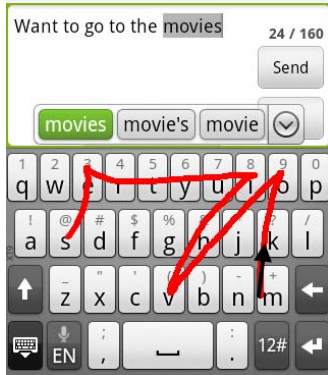 Want to go to the movies
24 / 160
Send
movies movie's movie
1 2 3 4 5 6 7 8 9 0
q w e r t y u i o p
! @ # $ % & ? /
a s d f g h j k l
_ " ' ( ) - +
z x c v b n m
EN ; , : . 12#